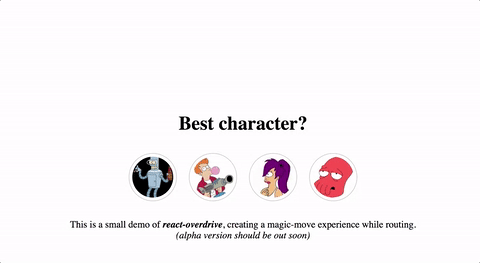 Best character?
This is a small demo of react-overdrive, creating a magic-move experience while routing.
(alpha version should be out soon)